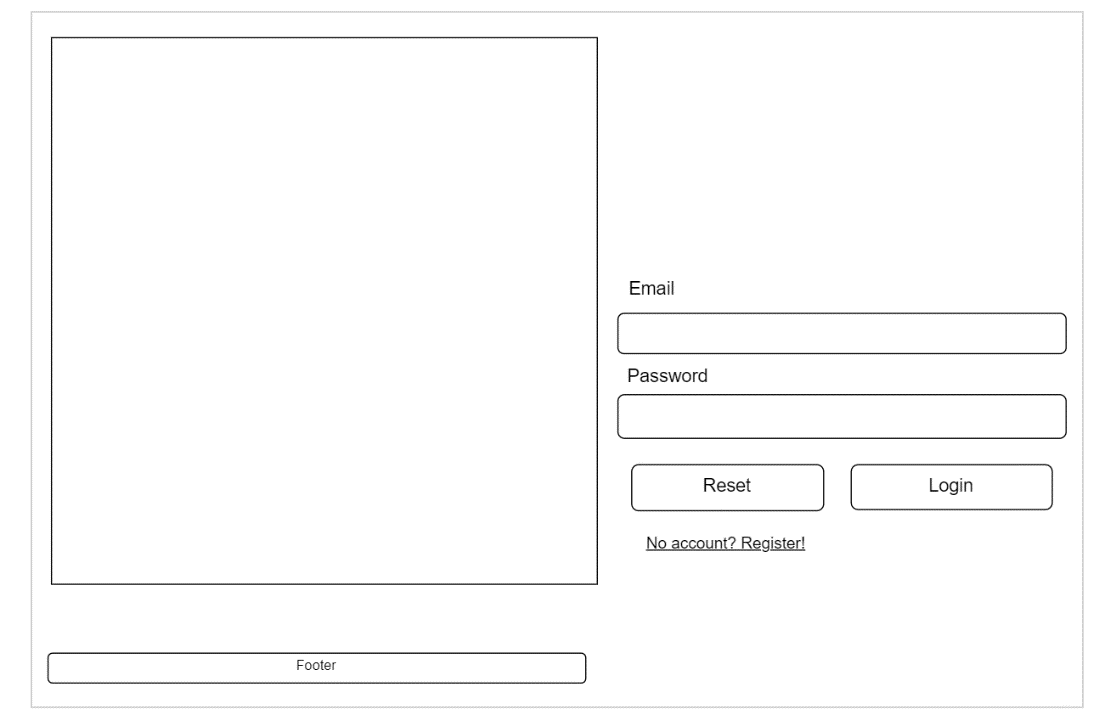 Email
Password
Reset
Login
No account? Register!
Footer